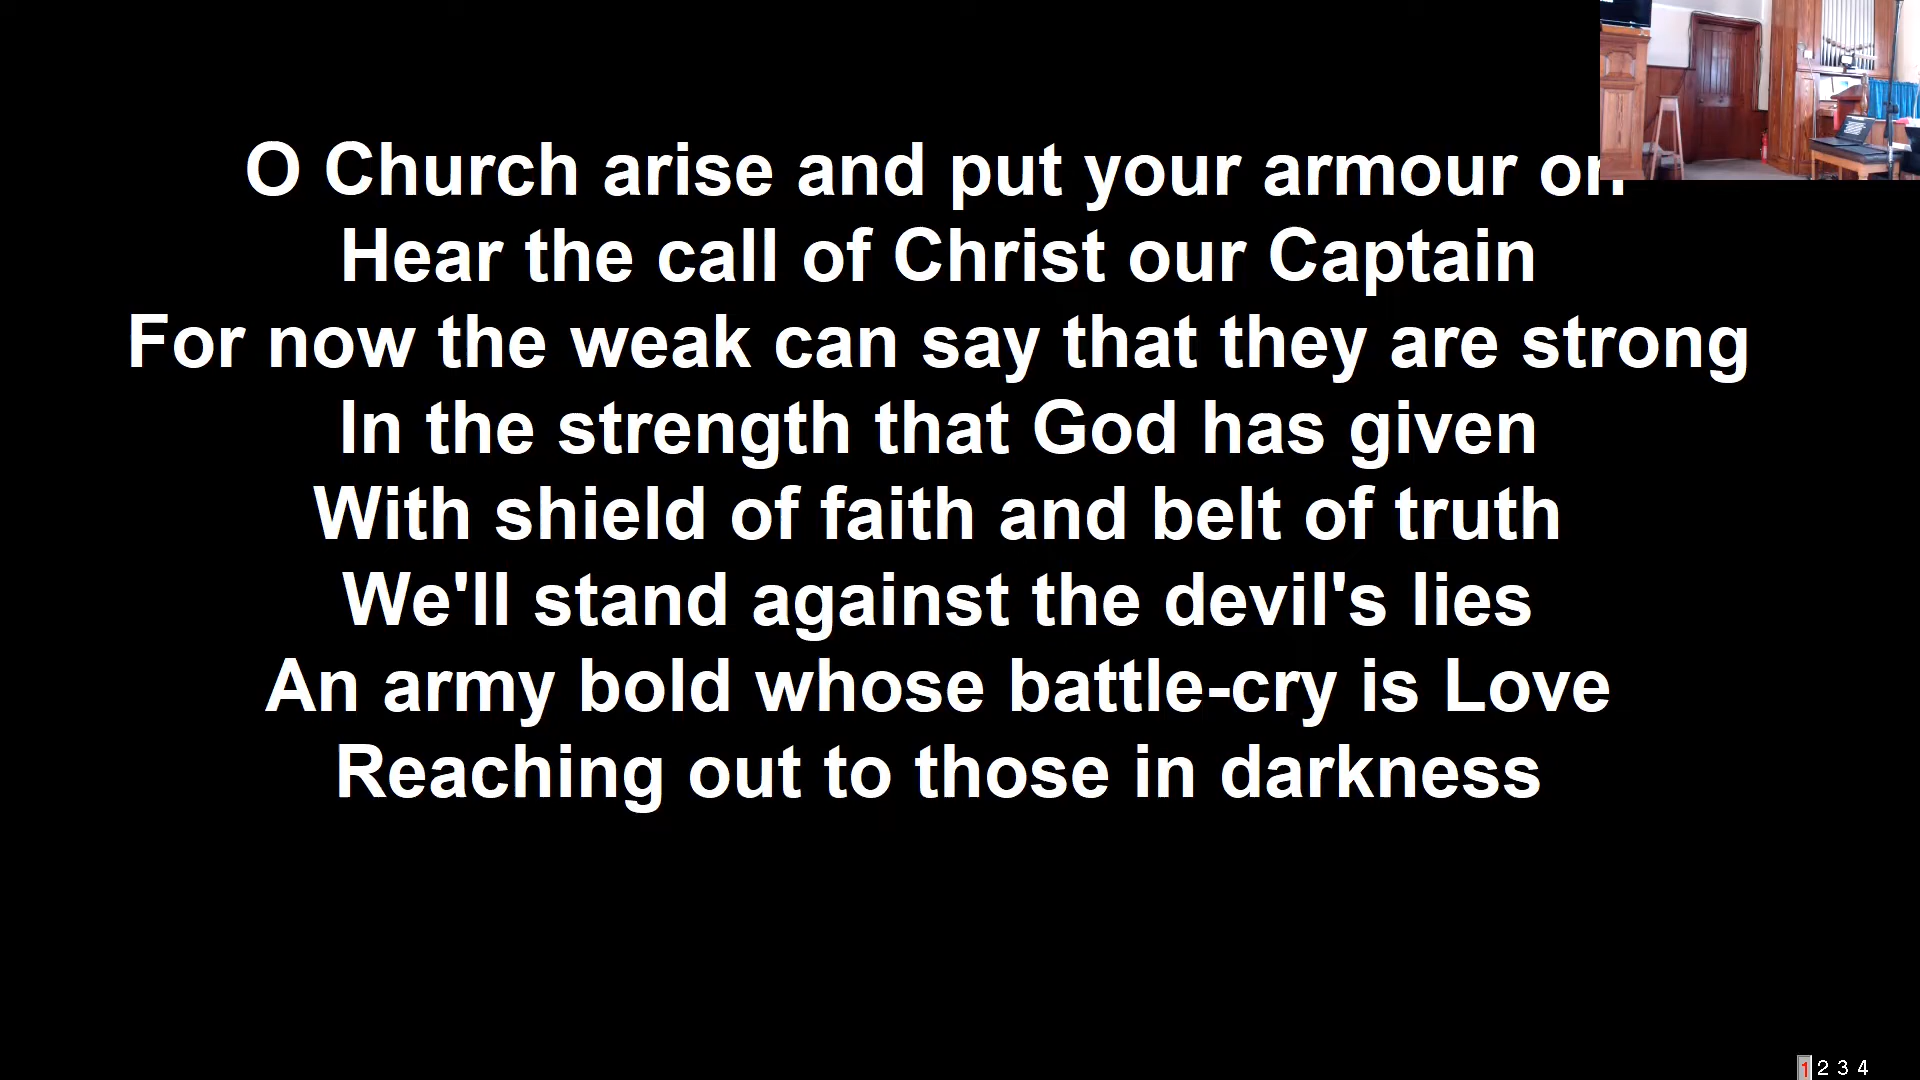 O Church arise and put your armour on
Hear the call of Christ our Captain
For now the weak can say that they are strong
In the strength that God has given
With shield of faith and belt of truth
We'll stand against the devil's lies
An army bold whose battle-cry is Love
Reaching out to those in darkness
1 2 3 4